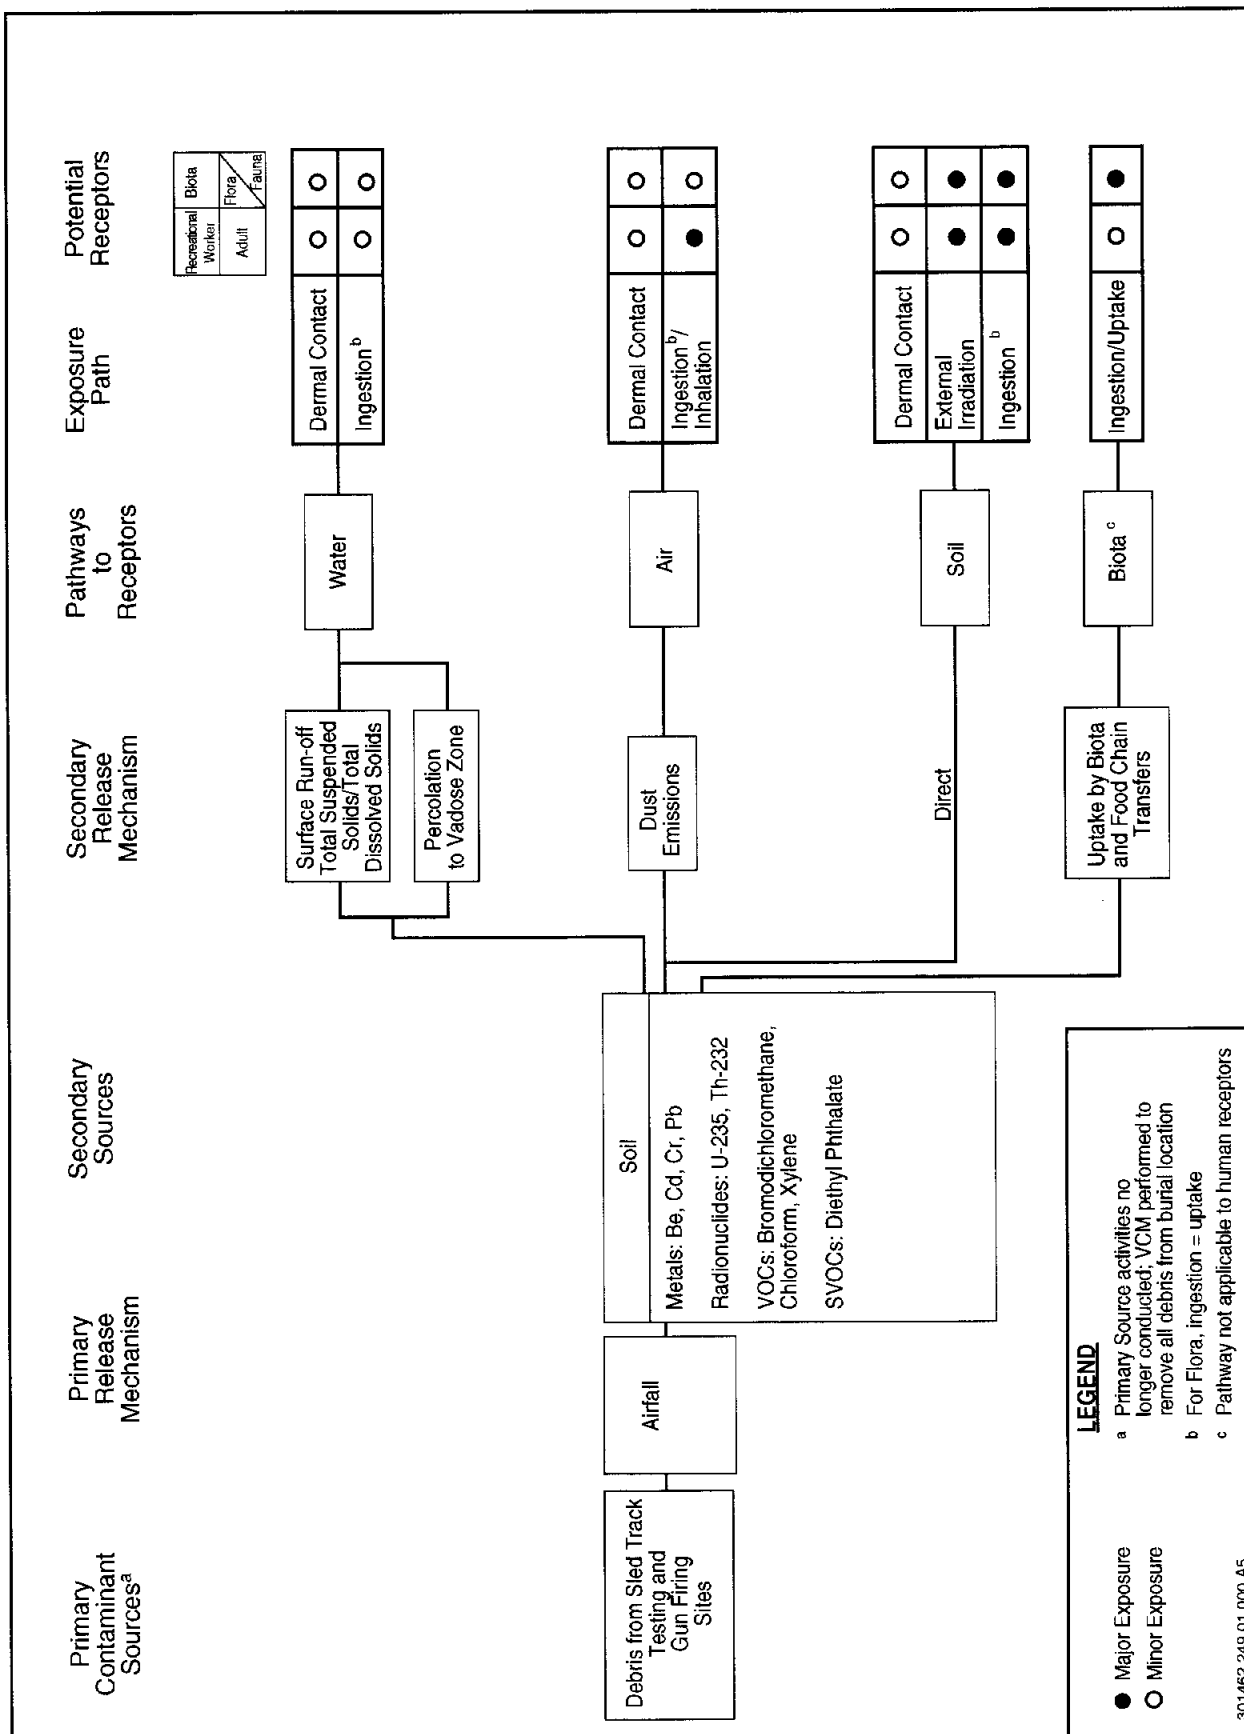 Primary
Contaminant
Sourcesa
Primary
Release
Mechanism
Secondary
Sources
Secondary
Release
Mechanism
Pathways
to
Receptors
Exposure
Path
Potential
Receptors
Recreational
Worker
Biota
Adult
Flora
Fauna
Debris from Sled Track
Testing and
Gun Firing
Sites
Airfall
Soil
Metals: Be, Cd, Cr, Pb
Radionuclides: U-235, Th-232
VOCs: Bromodichloromethane,
Chloroform, Xylene
SVOCs: Diethyl Phthalate
Surface Run-off
Total Suspended
Solids/Total
Dissolved Solids
Percolation
to Vadose Zone
Water
Dermal Contact
Ingestion b
Dust
Emissions
Air
Dermal Contact
Ingestion b/
Inhalation
Direct
Soil
Dermal Contact
External
Irradiation
Ingestion b
Uptake by Biota
and Food Chain
Transfers
Biota c
Ingestion/Uptake
LEGEND
Major Exposure
Minor Exposure
a Primary Source activities no
longer conducted; VCM performed to
remove all debris from burial location
b For Flora, ingestion = uptake
c Pathway not applicable to human receptors
301462.249.01.000 A5